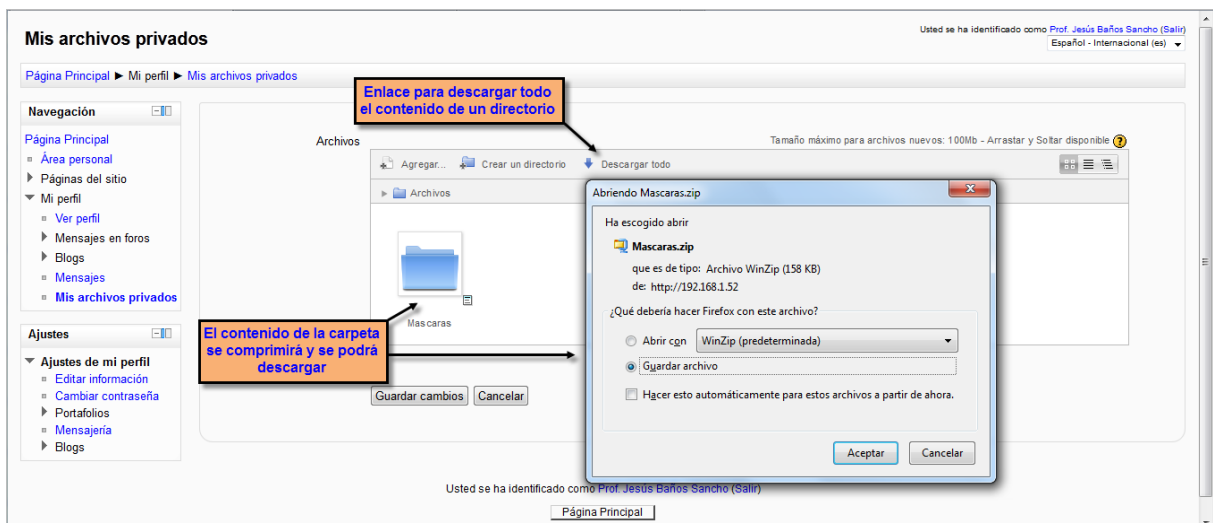 Mis archivos privados
Usted se ha identificado como Prof. Jesús Baños Sancho (Salir)
Español - Internacional (es)
Página Principal ► Mi perfil ► Mis archivos privados
Navegación
Página Principal
Área personal
Páginas del sitio
Mi perfil
Ver perfil
Mensajes en foros
Blogs
Mensajes
Mis archivos privados
Ajustes
Ajustes de mi perfil
Editar información
Cambiar contraseña
Portafolios
Mensajería
Blogs
Enlace para descargar todo
el contenido de un directorio
Archivos
Tamaño máximo para archivos nuevos: 100Mb - Arrastar y Soltar disponible
Agregar...
Crear un directorio
Descargar todo
Archivos
Mascaras
El contenido de la carpeta
se comprimirá y se podrá
descargar
Guardar cambios
Cancelar
Abriendo Mascaras.zip
Ha escogido abrir
Mascaras.zip
que es de tipo: Archivo WinZip (158 KB)
de: http://192.168.1.52
¿Qué debería hacer Firefox con este archivo?
Abrir con
WinZip (predeterminada)
Guardar archivo
Hacer esto automáticamente para estos archivos a partir de ahora.
Aceptar
Cancelar
Usted se ha identificado como Prof. Jesús Baños Sancho (Salir)
Página Principal